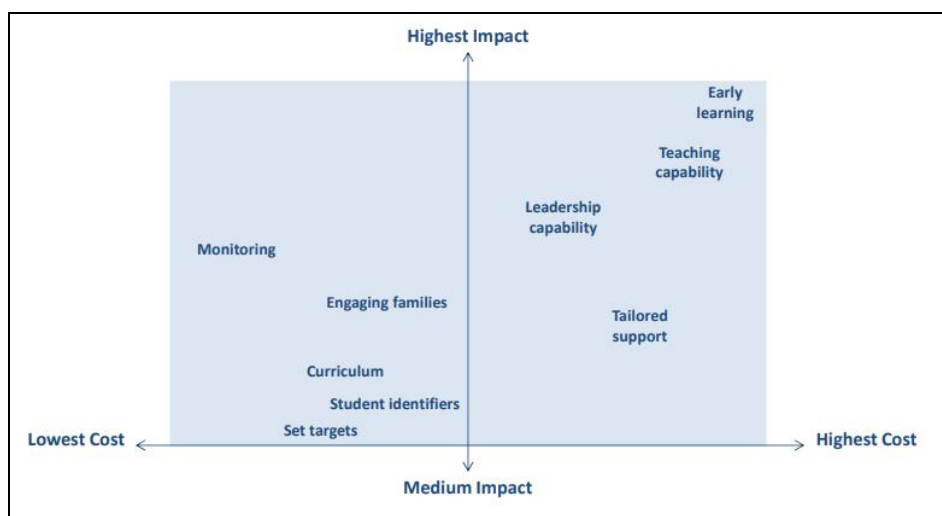 Highest Impact
Early
learning
Teaching
capability
Leadership
capability
Monitoring
Engaging families
Tailored
support
Curriculum
Student identifiers
Set targets
Lowest Cost
Highest Cost
Medium Impact